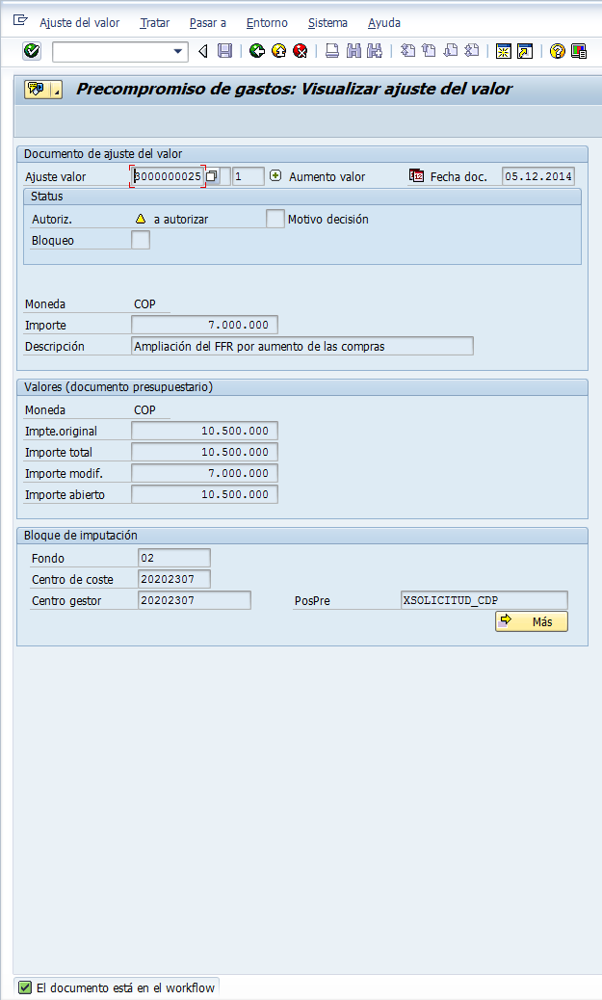 Ajuste del valor Tratar Pasar a Entorno Sistema Ayuda
Precompromiso de gastos: Visualizar ajuste del valor
Documento de ajuste del valor
Ajuste valor 3000000025 1 Aumento valor Fecha doc. 05.12.2014
Status
Autoriz. a autorizar Motivo decisión
Bloqueo
Moneda COP
Importe 7.000.000
Descripción Ampliación del FFR por aumento de las compras
Valores (documento presupuestario)
Moneda COP
Impte.original 10.500.000
Importe total 10.500.000
Importe modif. 7.000.000
Importe abierto 10.500.000
Bloque de imputación
Fondo 02
Centro de coste 20202307
Centro gestor 20202307 PosPre XSOLICITUD_CDP
Más
El documento está en el workflow